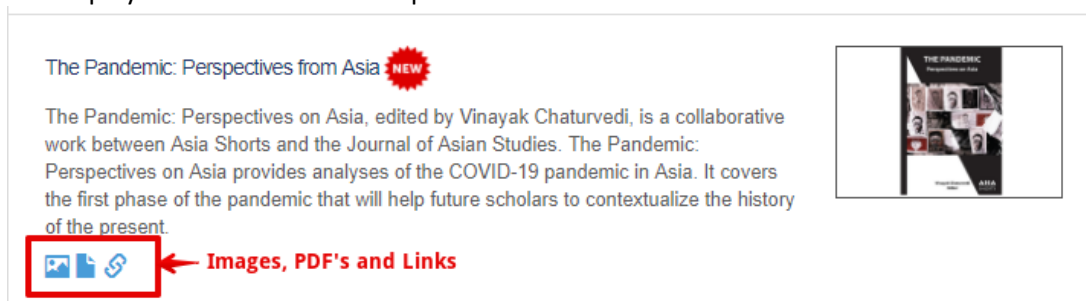 The Pandemic: Perspectives from Asia NEW
The Pandemic: Perspectives on Asia, edited by Vinayak Chaturvedi, is a collaborative
work between Asia Shorts and the Journal of Asian Studies. The Pandemic:
Perspectives on Asia provides analyses of the COVID-19 pandemic in Asia. It covers
the first phase of the pandemic that will help future scholars to contextualize the history
of the present.
Images, PDF's and Links
THE PANDEMIC
Perspectives on Asia
Vinayak Chaturvedi
Editor